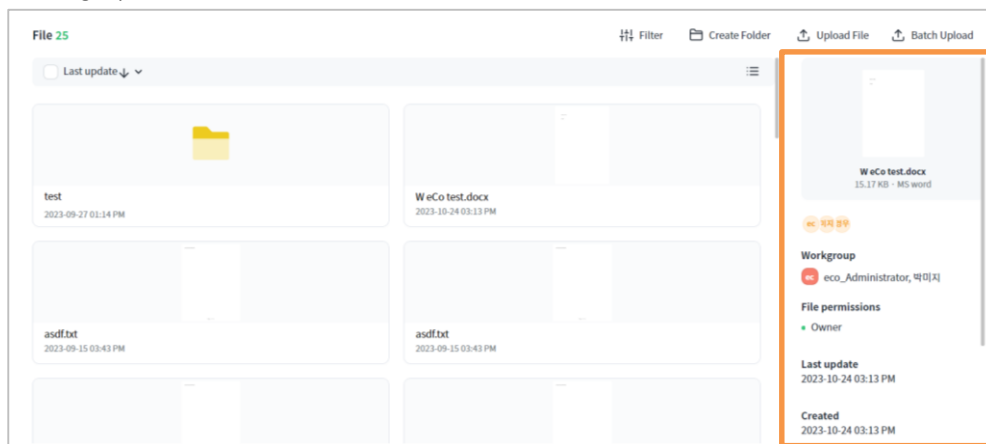 File 25
Filter
Create Folder
Upload File
Batch Upload
Last update
test
2023-09-27 01:14 PM
W eCo test.docx
2023-10-24 03:13 PM
asdf.txt
2023-09-15 03:43 PM
asdf.txt
2023-09-15 03:43 PM
W eCo test.docx
15.17 KB · MS word
ec
Workgroup
ec eco_Administrator, 박미지
File permissions
Owner
Last update
2023-10-24 03:13 PM
Created
2023-10-24 03:13 PM